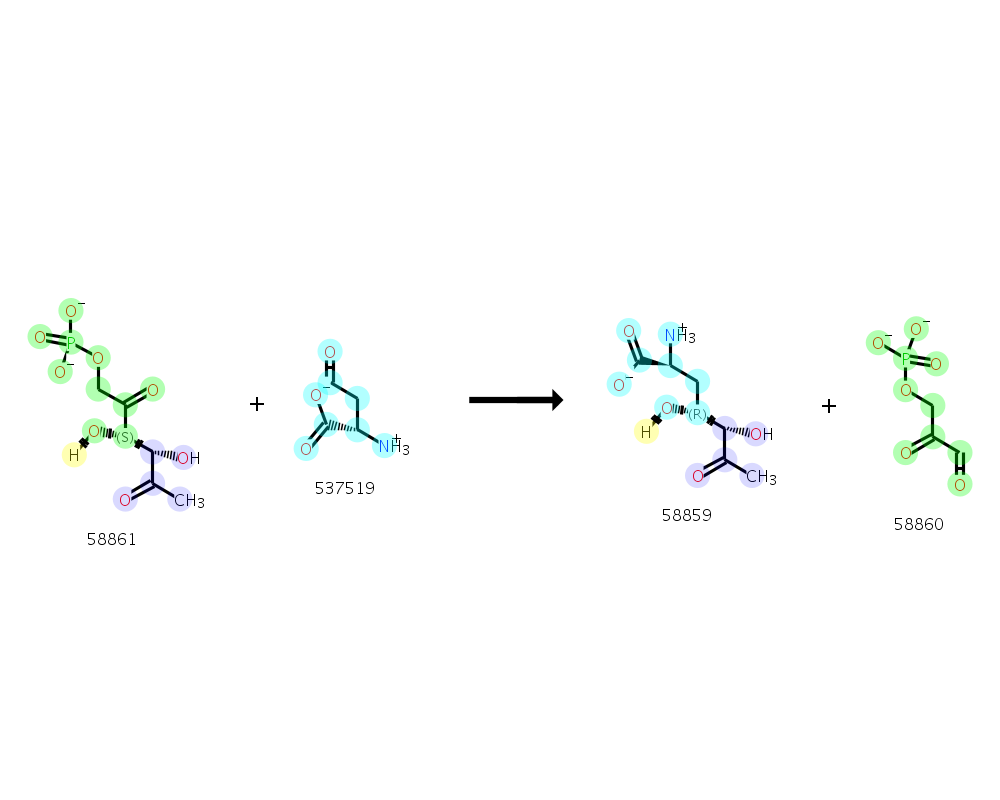 O−
O P
O− O
O
O (S)
H OH
O CH3
58861
+
O
O−
O NH3+
537519
O NH3+
O−
O (R)
H OH
O CH3
58859
+
O−
O−
P O
O
O
O
58860